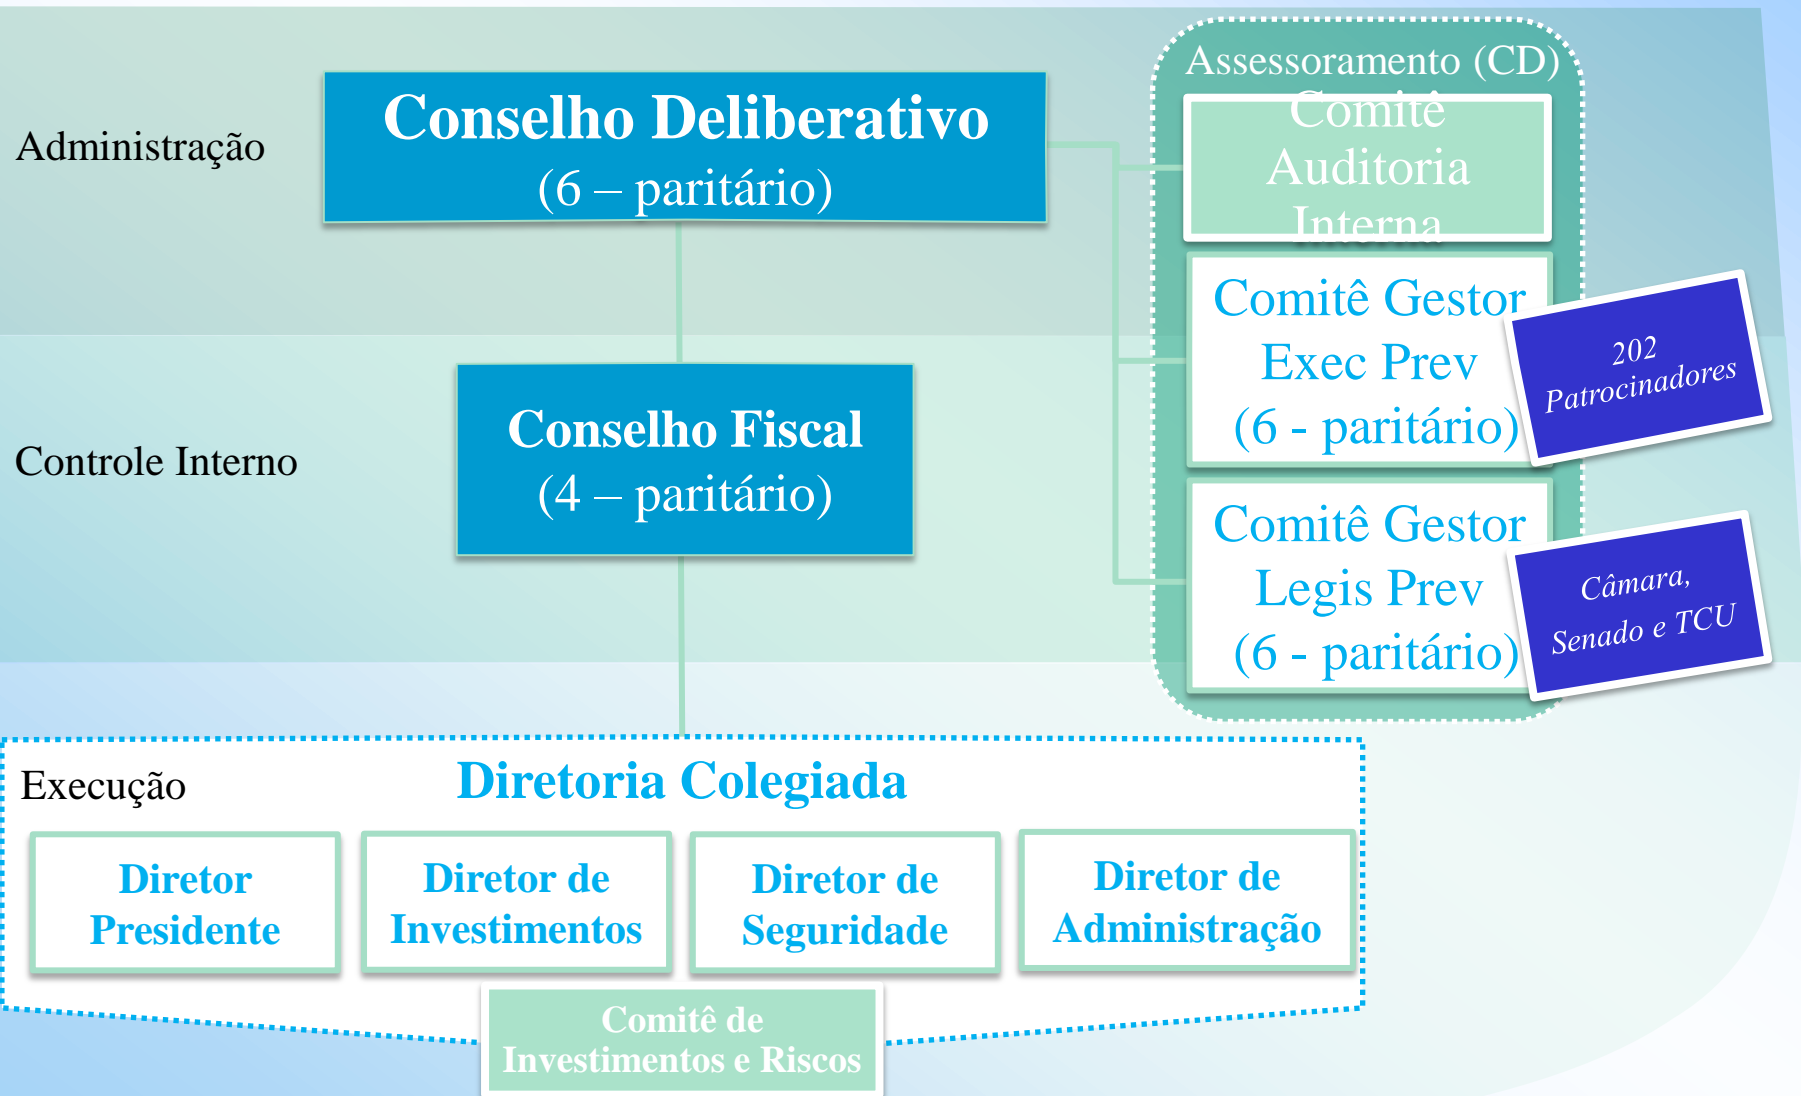 Administração
Conselho Deliberativo
(6 – paritário)
Assessoramento (CD)
Comitê
Auditoria
Interna
Comitê Gestor
Exec Prev
(6 - paritário)
202
Patrocinadores
Controle Interno
Conselho Fiscal
(4 – paritário)
Comitê Gestor
Legis Prev
(6 - paritário)
Câmara,
Senado e TCU
Execução
Diretoria Colegiada
Diretor
Presidente
Diretor de
Investimentos
Diretor de
Seguridade
Diretor de
Administração
Comitê de
Investimentos e Riscos